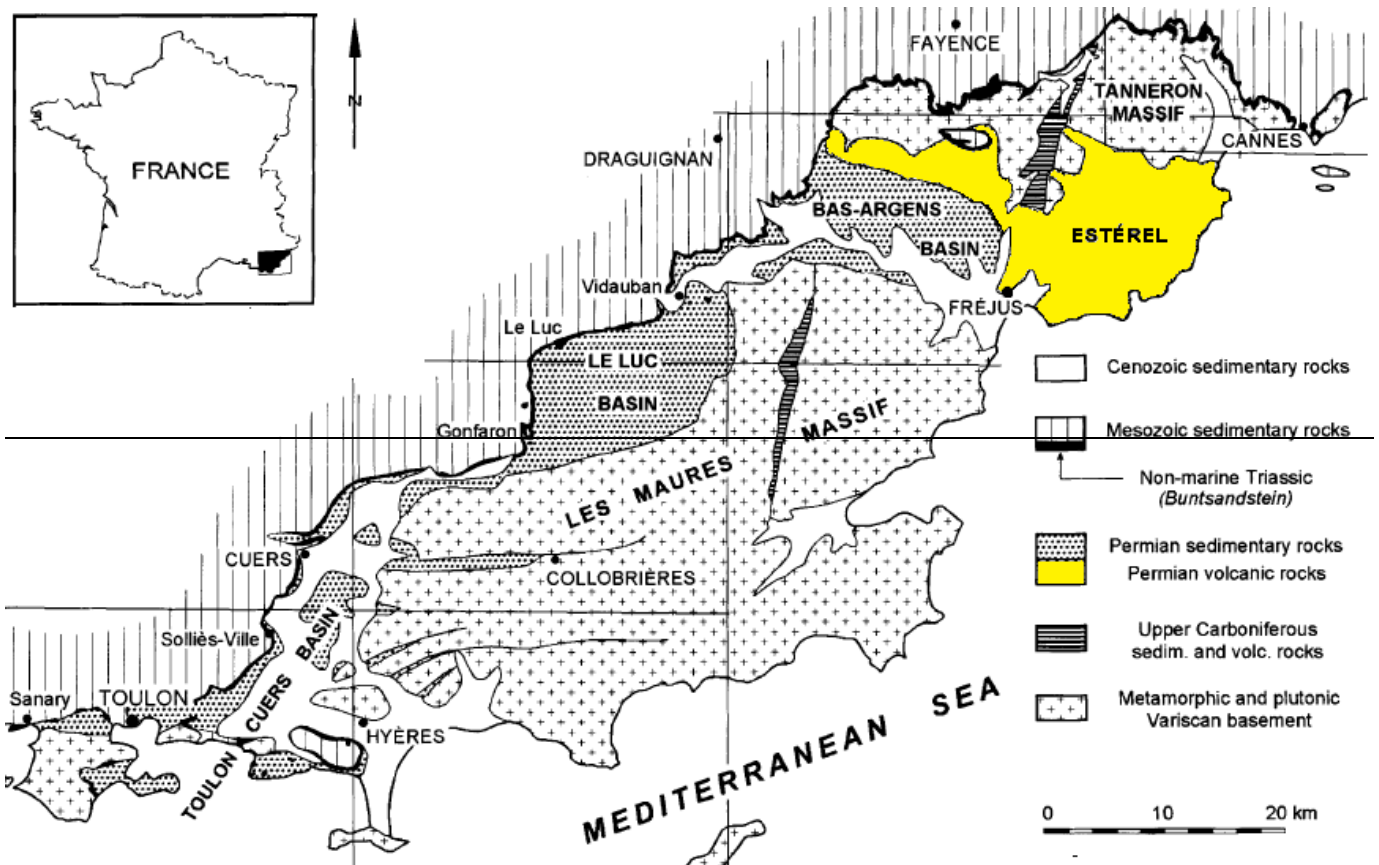 FRANCE
N
FAYENCE
TANNERON
MASSIF
CANNES
DRAGUIGNAN
BAS-ARGENS
BASIN
ESTÉREL
Vidauban
FRÉJUS
Le Luc
LE LUC
BASIN
Gonfaron
LES MAURES
MASSIF
CUERS
COLLOBRIÈRES
Solliès-Ville
Sanary
TOULON
HYÈRES
TOULON CUERS BASIN
MEDITERRANEAN SEA
Cenozoic sedimentary rocks
Mesozoic sedimentary rocks
Non-marine Triassic
(Buntsandstein)
Permian sedimentary rocks
Permian volcanic rocks
Upper Carboniferous
sedim. and volc. rocks
Metamorphic and plutonic
Variscan basement
0 10 20 km